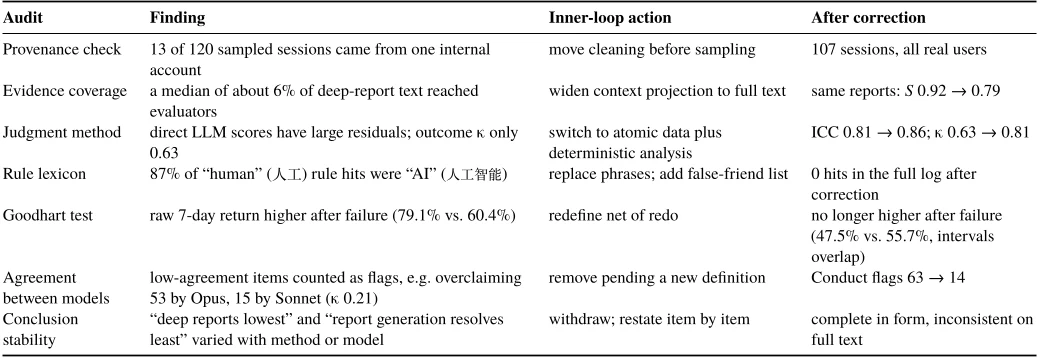 Audit Finding Inner-loop action After correction
Provenance check 13 of 120 sampled sessions came from one internal account move cleaning before sampling 107 sessions, all real users
Evidence coverage a median of about 6% of deep-report text reached evaluators widen context projection to full text same reports: S 0.92 → 0.79
Judgment method direct LLM scores have large residuals; outcome κ only 0.63 switch to atomic data plus deterministic analysis ICC 0.81 → 0.86; κ 0.63 → 0.81
Rule lexicon 87% of “human” (人工) rule hits were “AI” (人工智能) replace phrases; add false-friend list 0 hits in the full log after correction
Goodhart test raw 7-day return higher after failure (79.1% vs. 60.4%) redefine net of redo no longer higher after failure (47.5% vs. 55.7%, intervals overlap)
Agreement between models low-agreement items counted as flags, e.g. overclaiming 53 by Opus, 15 by Sonnet (κ 0.21) remove pending a new definition Conduct flags 63 → 14
Conclusion stability “deep reports lowest” and “report generation resolves least” varied with method or model withdraw; restate item by item complete in form, inconsistent on full text